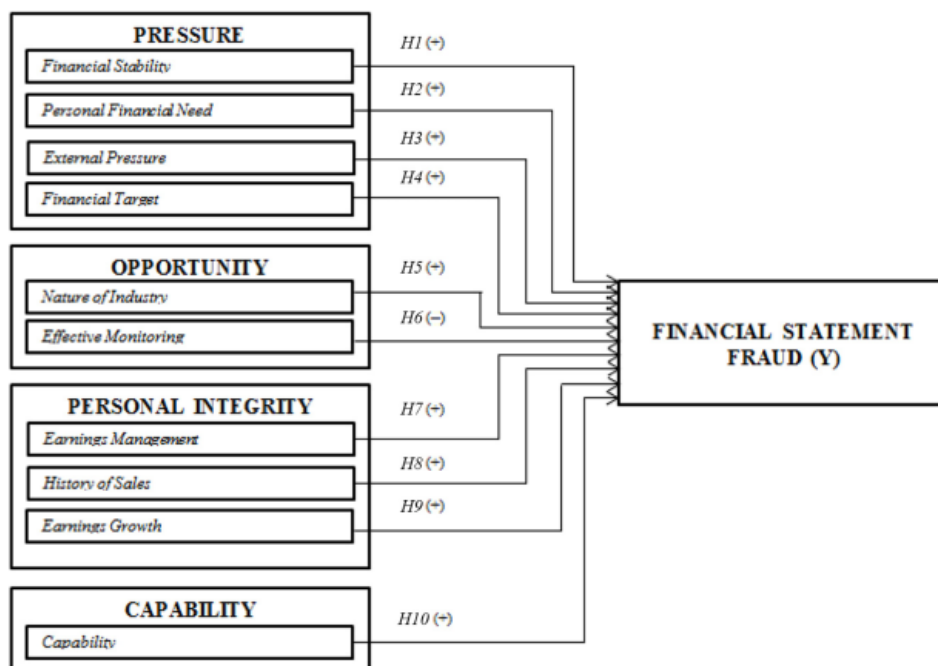 PRESSURE
Financial Stability
H1 (+)
Personal Financial Need
H2 (+)
External Pressure
H3 (+)
Financial Target
H4 (+)
OPPORTUNITY
Nature of Industry
H5 (+)
Effective Monitoring
H6 (–)
PERSONAL INTEGRITY
Earnings Management
H7 (+)
History of Sales
H8 (+)
Earnings Growth
H9 (+)
CAPABILITY
Capability
H10 (+)
FINANCIAL STATEMENT
FRAUD (Y)